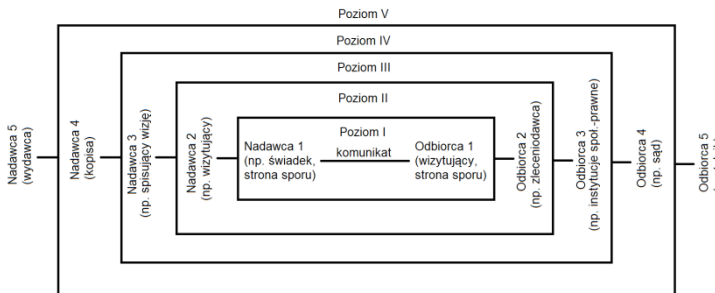 Poziom V
Poziom IV
Poziom III
Poziom II
Poziom I
Nadawca 5
(wydawca)
Nadawca 4
(kopisa)
Nadawca 3
(np. spisujący wizję)
Nadawca 2
(np. wizytujący)
Nadawca 1
(np. świadek,
strona sporu)
komunikat
Odbiorca 1
(wizytujący,
strona sporu)
Odbiorca 2
(np. zleceniodawca)
Odbiorca 3
(np. instytucje społ.-prawne)
Odbiorca 4
(np. sąd)
Odbiorca 5